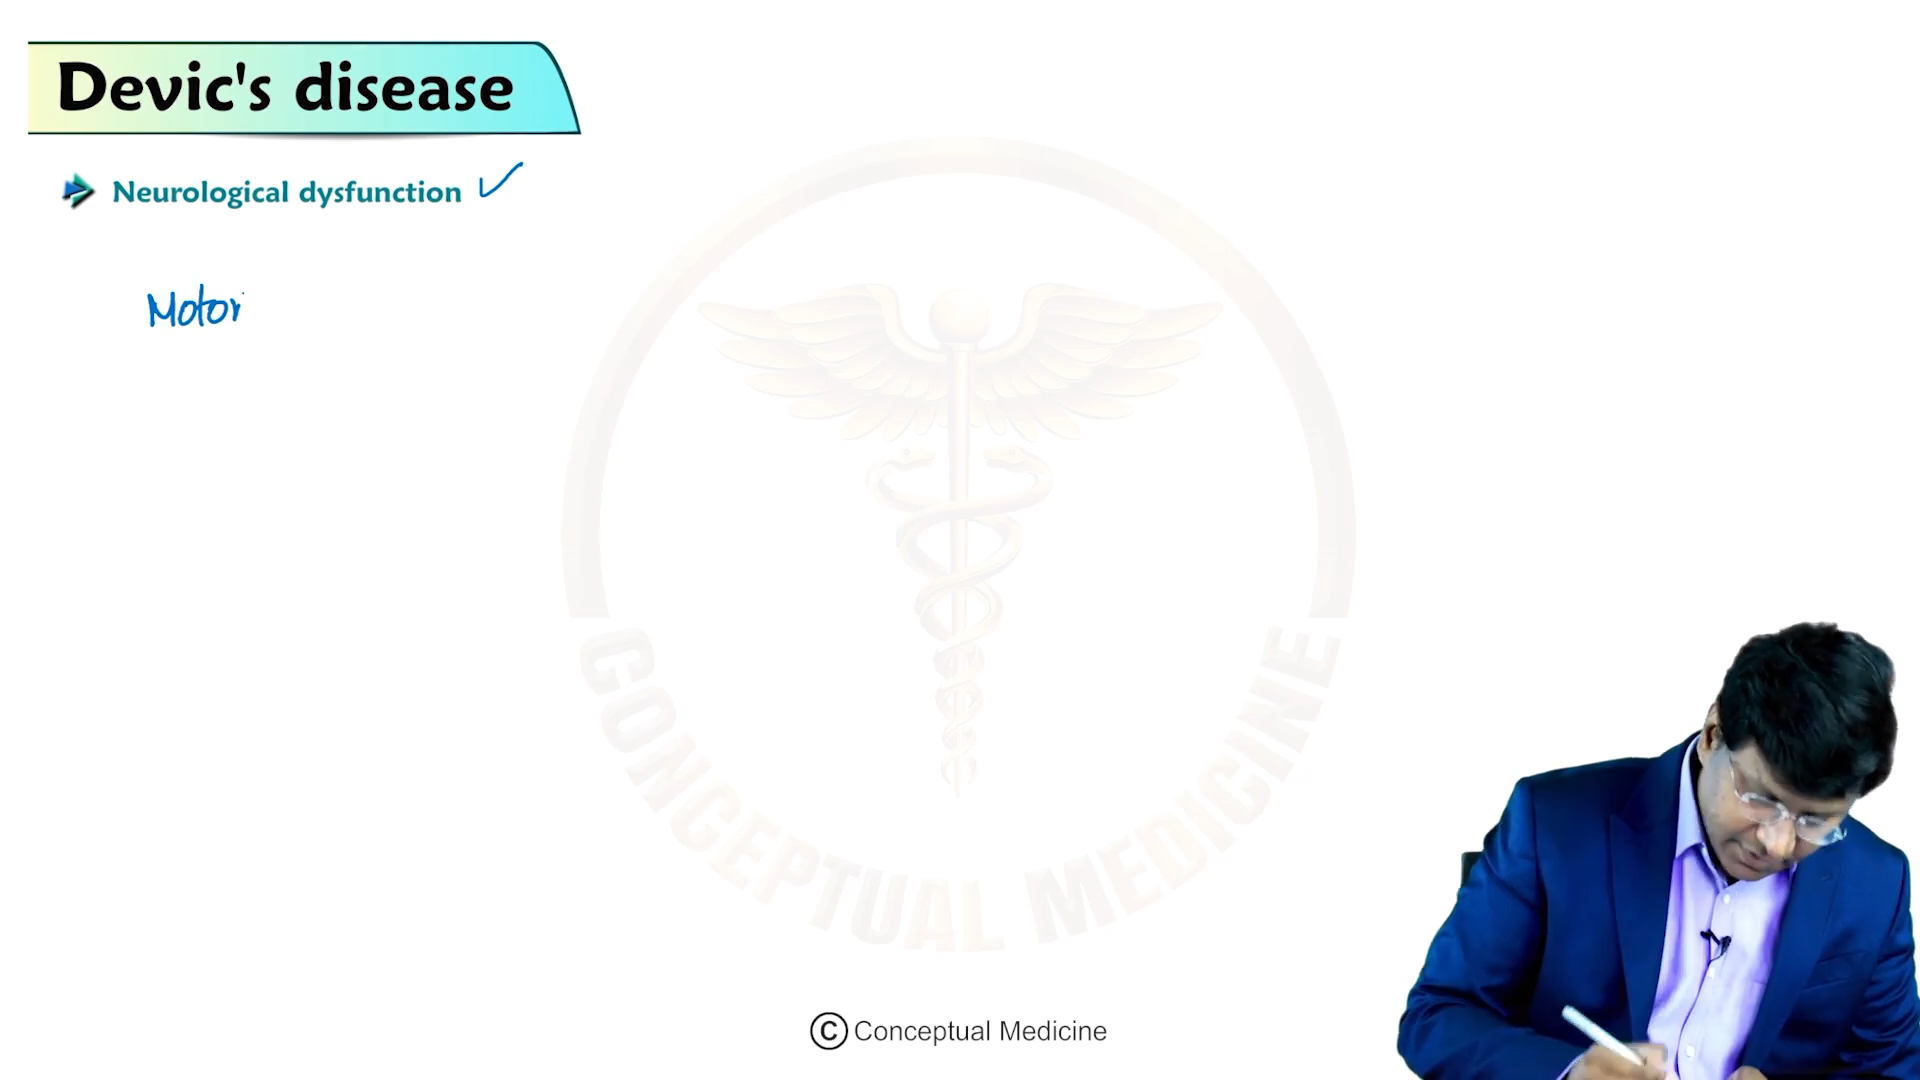 Devic's disease
Neurological dysfunction
Motor
CONCEPTUAL MEDICINE
© Conceptual Medicine